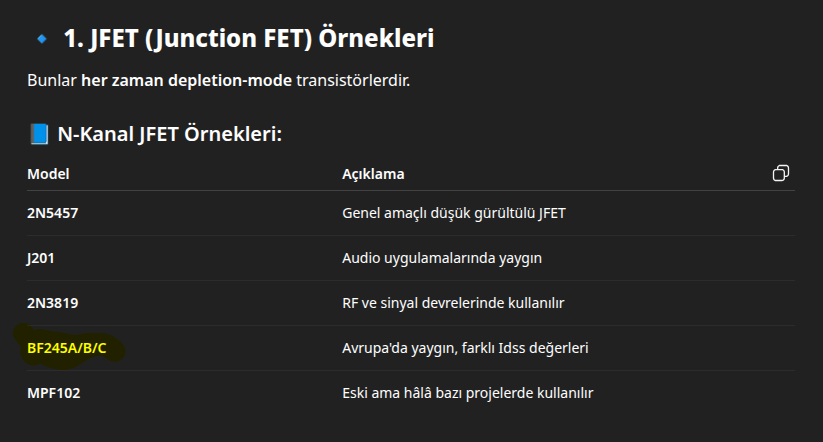 1. JFET (Junction FET) Örnekleri
Bunlar her zaman depletion-mode transistörlerdir.
N-Kanal JFET Örnekleri:
Model Açıklama
2N5457 Genel amaçlı düşük gürültülü JFET
J201 Audio uygulamalarında yaygın
2N3819 RF ve sinyal devrelerinde kullanılır
BF245A/B/C Avrupa'da yaygın, farklı Idss değerleri
MPF102 Eski ama hâlâ bazı projelerde kullanılır